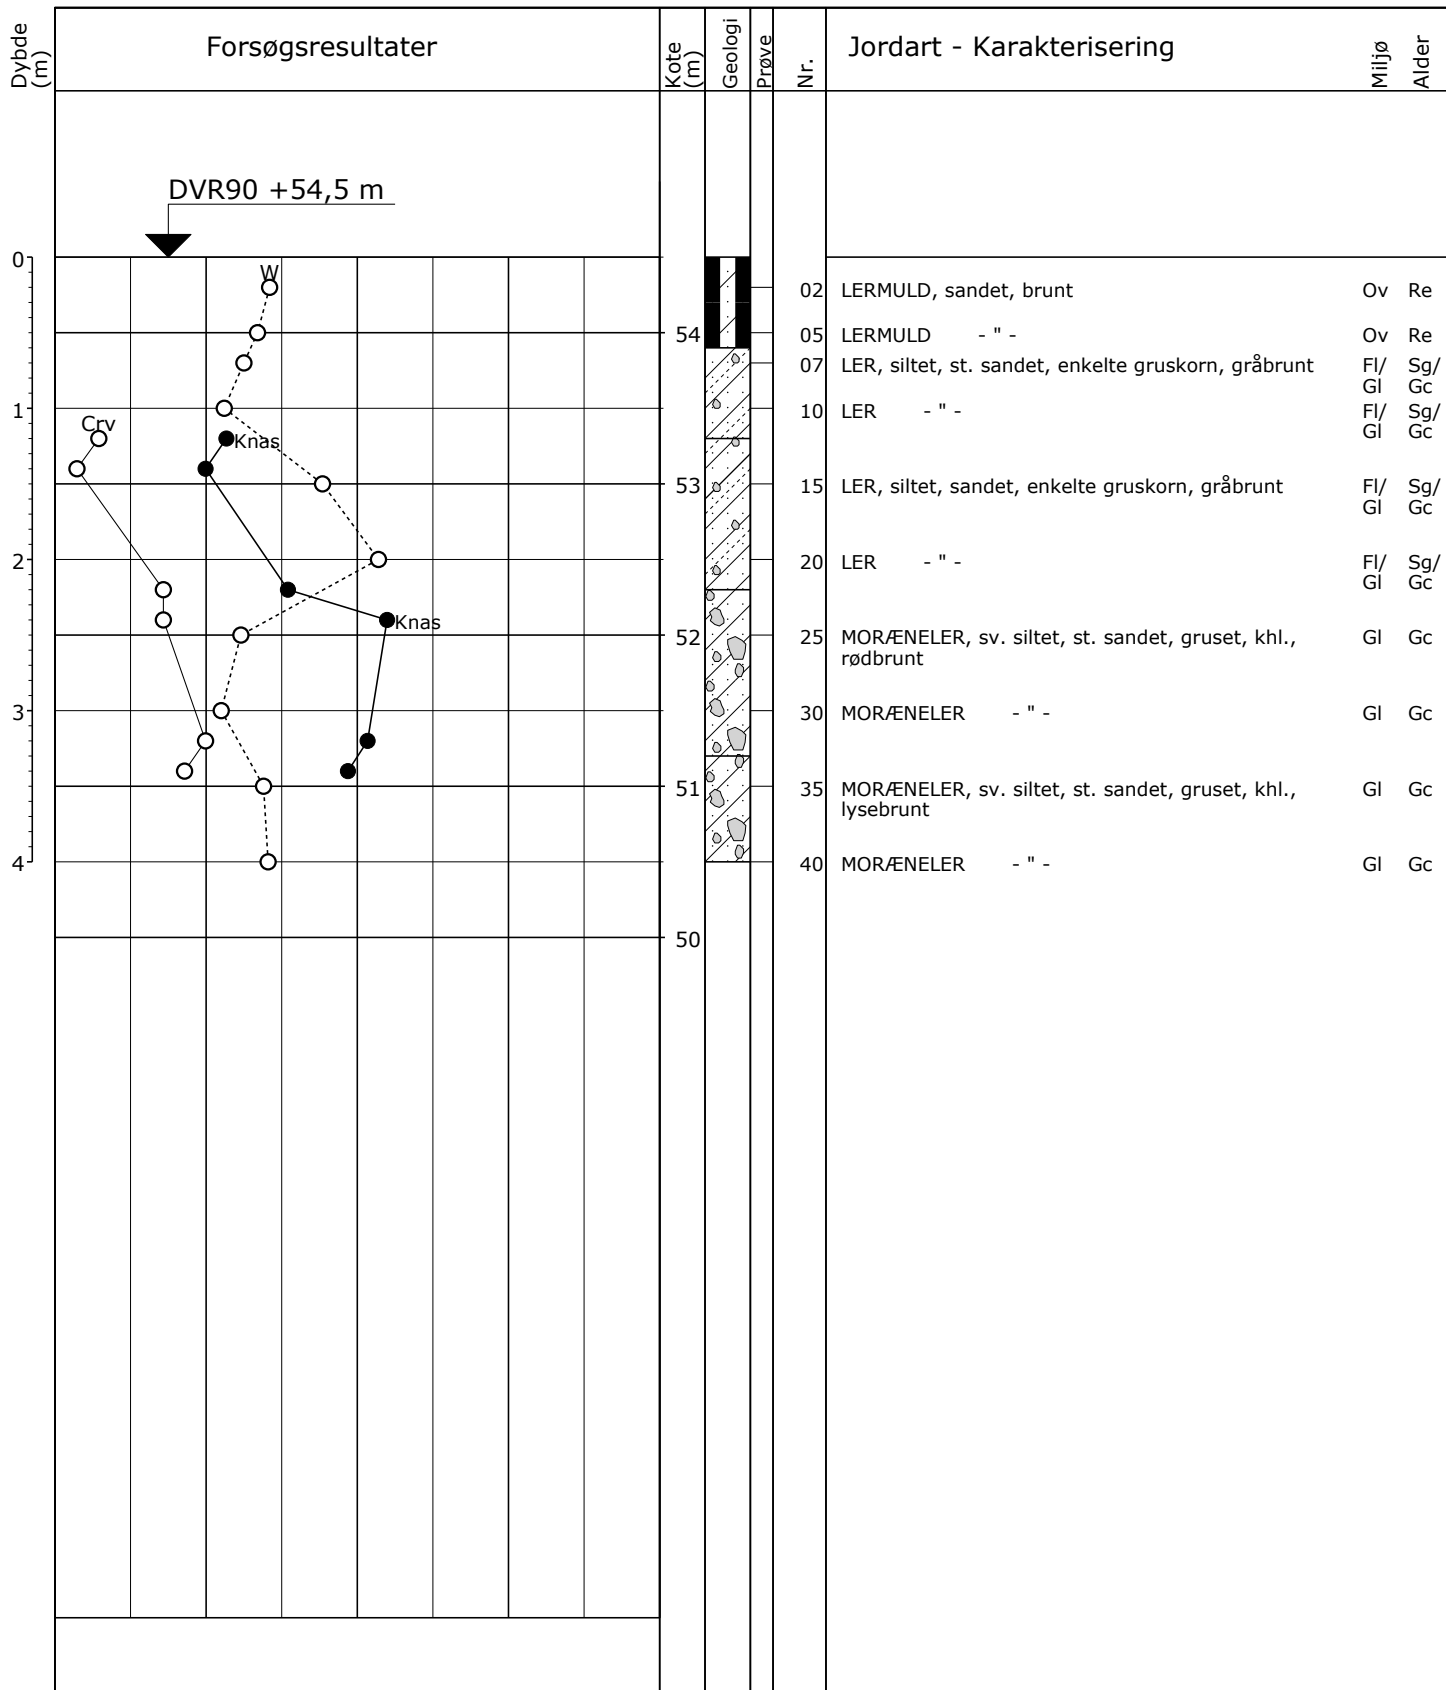 Dybde (m)
Forsøgsresultater
Kote (m)
Geologi
Prøve
Nr.
Jordart - Karakterisering
Miljø
Alder
DVR90 +54,5 m
0
W
02 LERMULD, sandet, brunt Ov Re
54
05 LERMULD - " - Ov Re
07 LER, siltet, st. sandet, enkelte gruskorn, gråbrunt Fl/ Sg/
Gl Gc
1
10 LER - " - Fl/ Sg/
Gl Gc
Crv
Knas
53
15 LER, siltet, sandet, enkelte gruskorn, gråbrunt Fl/ Sg/
Gl Gc
2
20 LER - " - Fl/ Sg/
Gl Gc
Knas
52
25 MORÆNELER, sv. siltet, st. sandet, gruset, khl., Gl Gc
rødbrunt
3
30 MORÆNELER - " - Gl Gc
51
35 MORÆNELER, sv. siltet, st. sandet, gruset, khl., Gl Gc
lysebrunt
4
40 MORÆNELER - " - Gl Gc
50